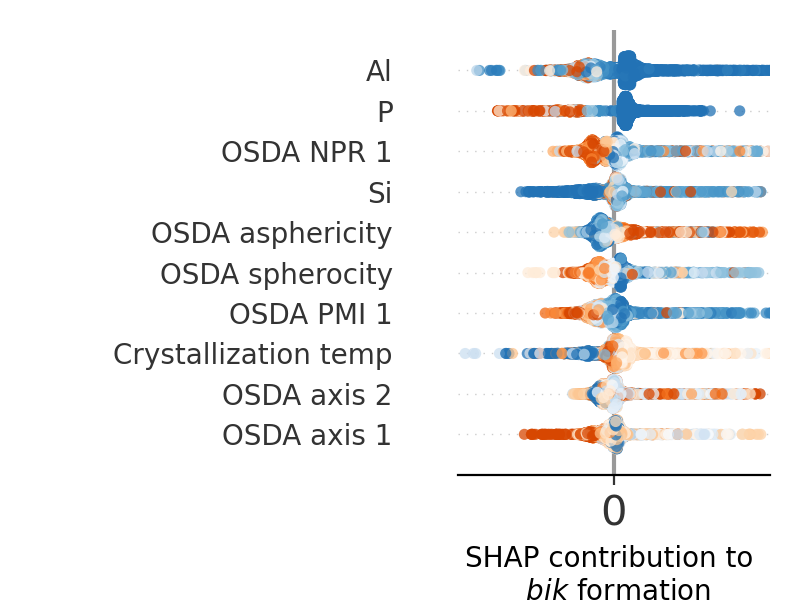 Al
P
OSDA NPR 1
Si
OSDA asphericity
OSDA spherocity
OSDA PMI 1
Crystallization temp
OSDA axis 2
OSDA axis 1
0
SHAP contribution to
bik formation